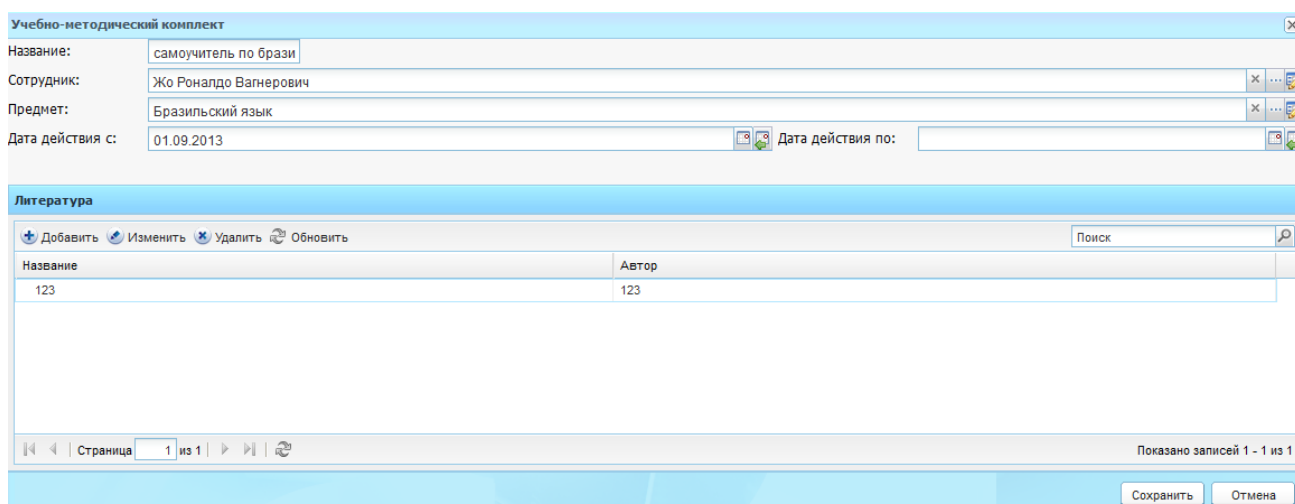 Учебно-методический комплект
Название: самоучитель по брази
Сотрудник: Жо Роналдо Вагнерович
Предмет: Бразильский язык
Дата действия с: 01.09.2013 Дата действия по:
Литература
Добавить Изменить Удалить Обновить Поиск
Название Автор
123 123
Страница 1 из 1 Показано записей 1 - 1 из 1
Сохранить Отмена